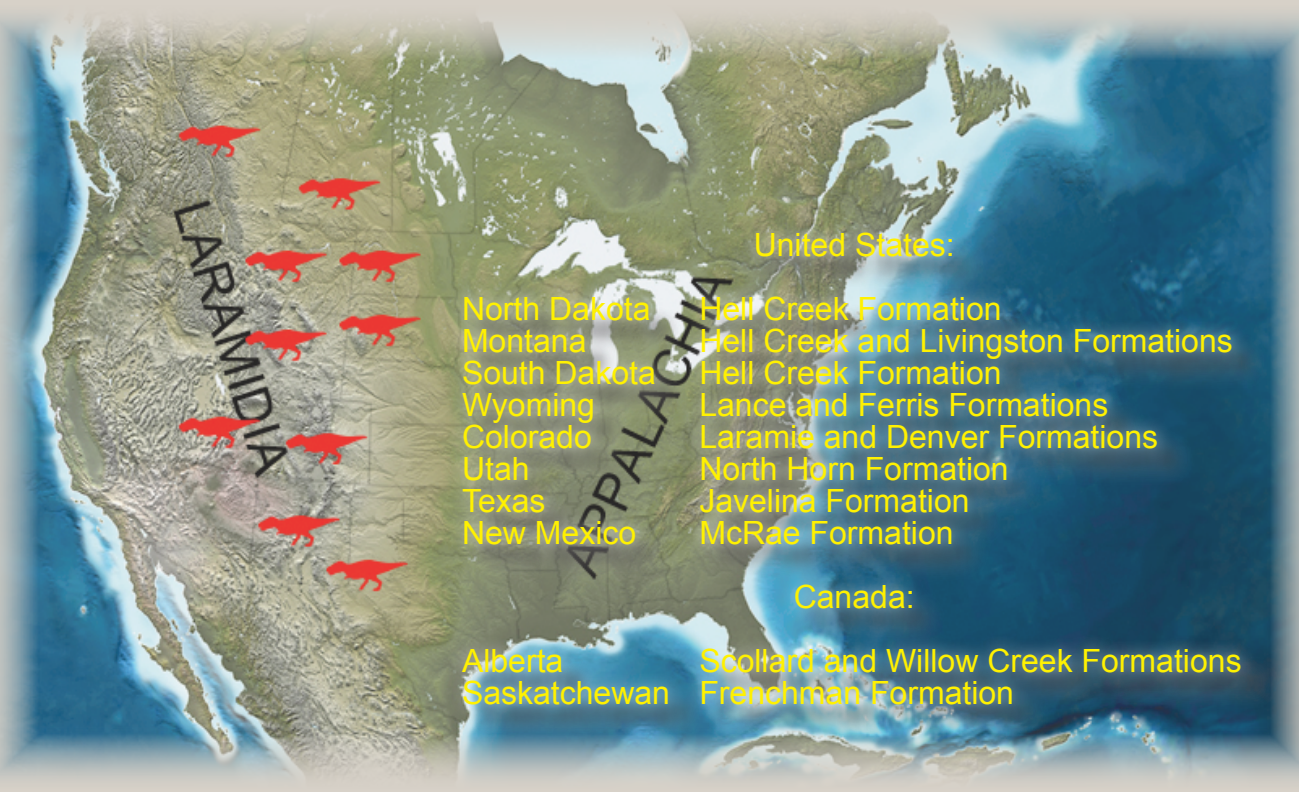 LARAMIDIA
APPALACHIA
United States:
North Dakota Hell Creek Formation
Montana Hell Creek and Livingston Formations
South Dakota Hell Creek Formation
Wyoming Lance and Ferris Formations
Colorado Laramie and Denver Formations
Utah North Horn Formation
Texas Javelina Formation
New Mexico McRae Formation
Canada:
Alberta Scollard and Willow Creek Formations
Saskatchewan Frenchman Formation